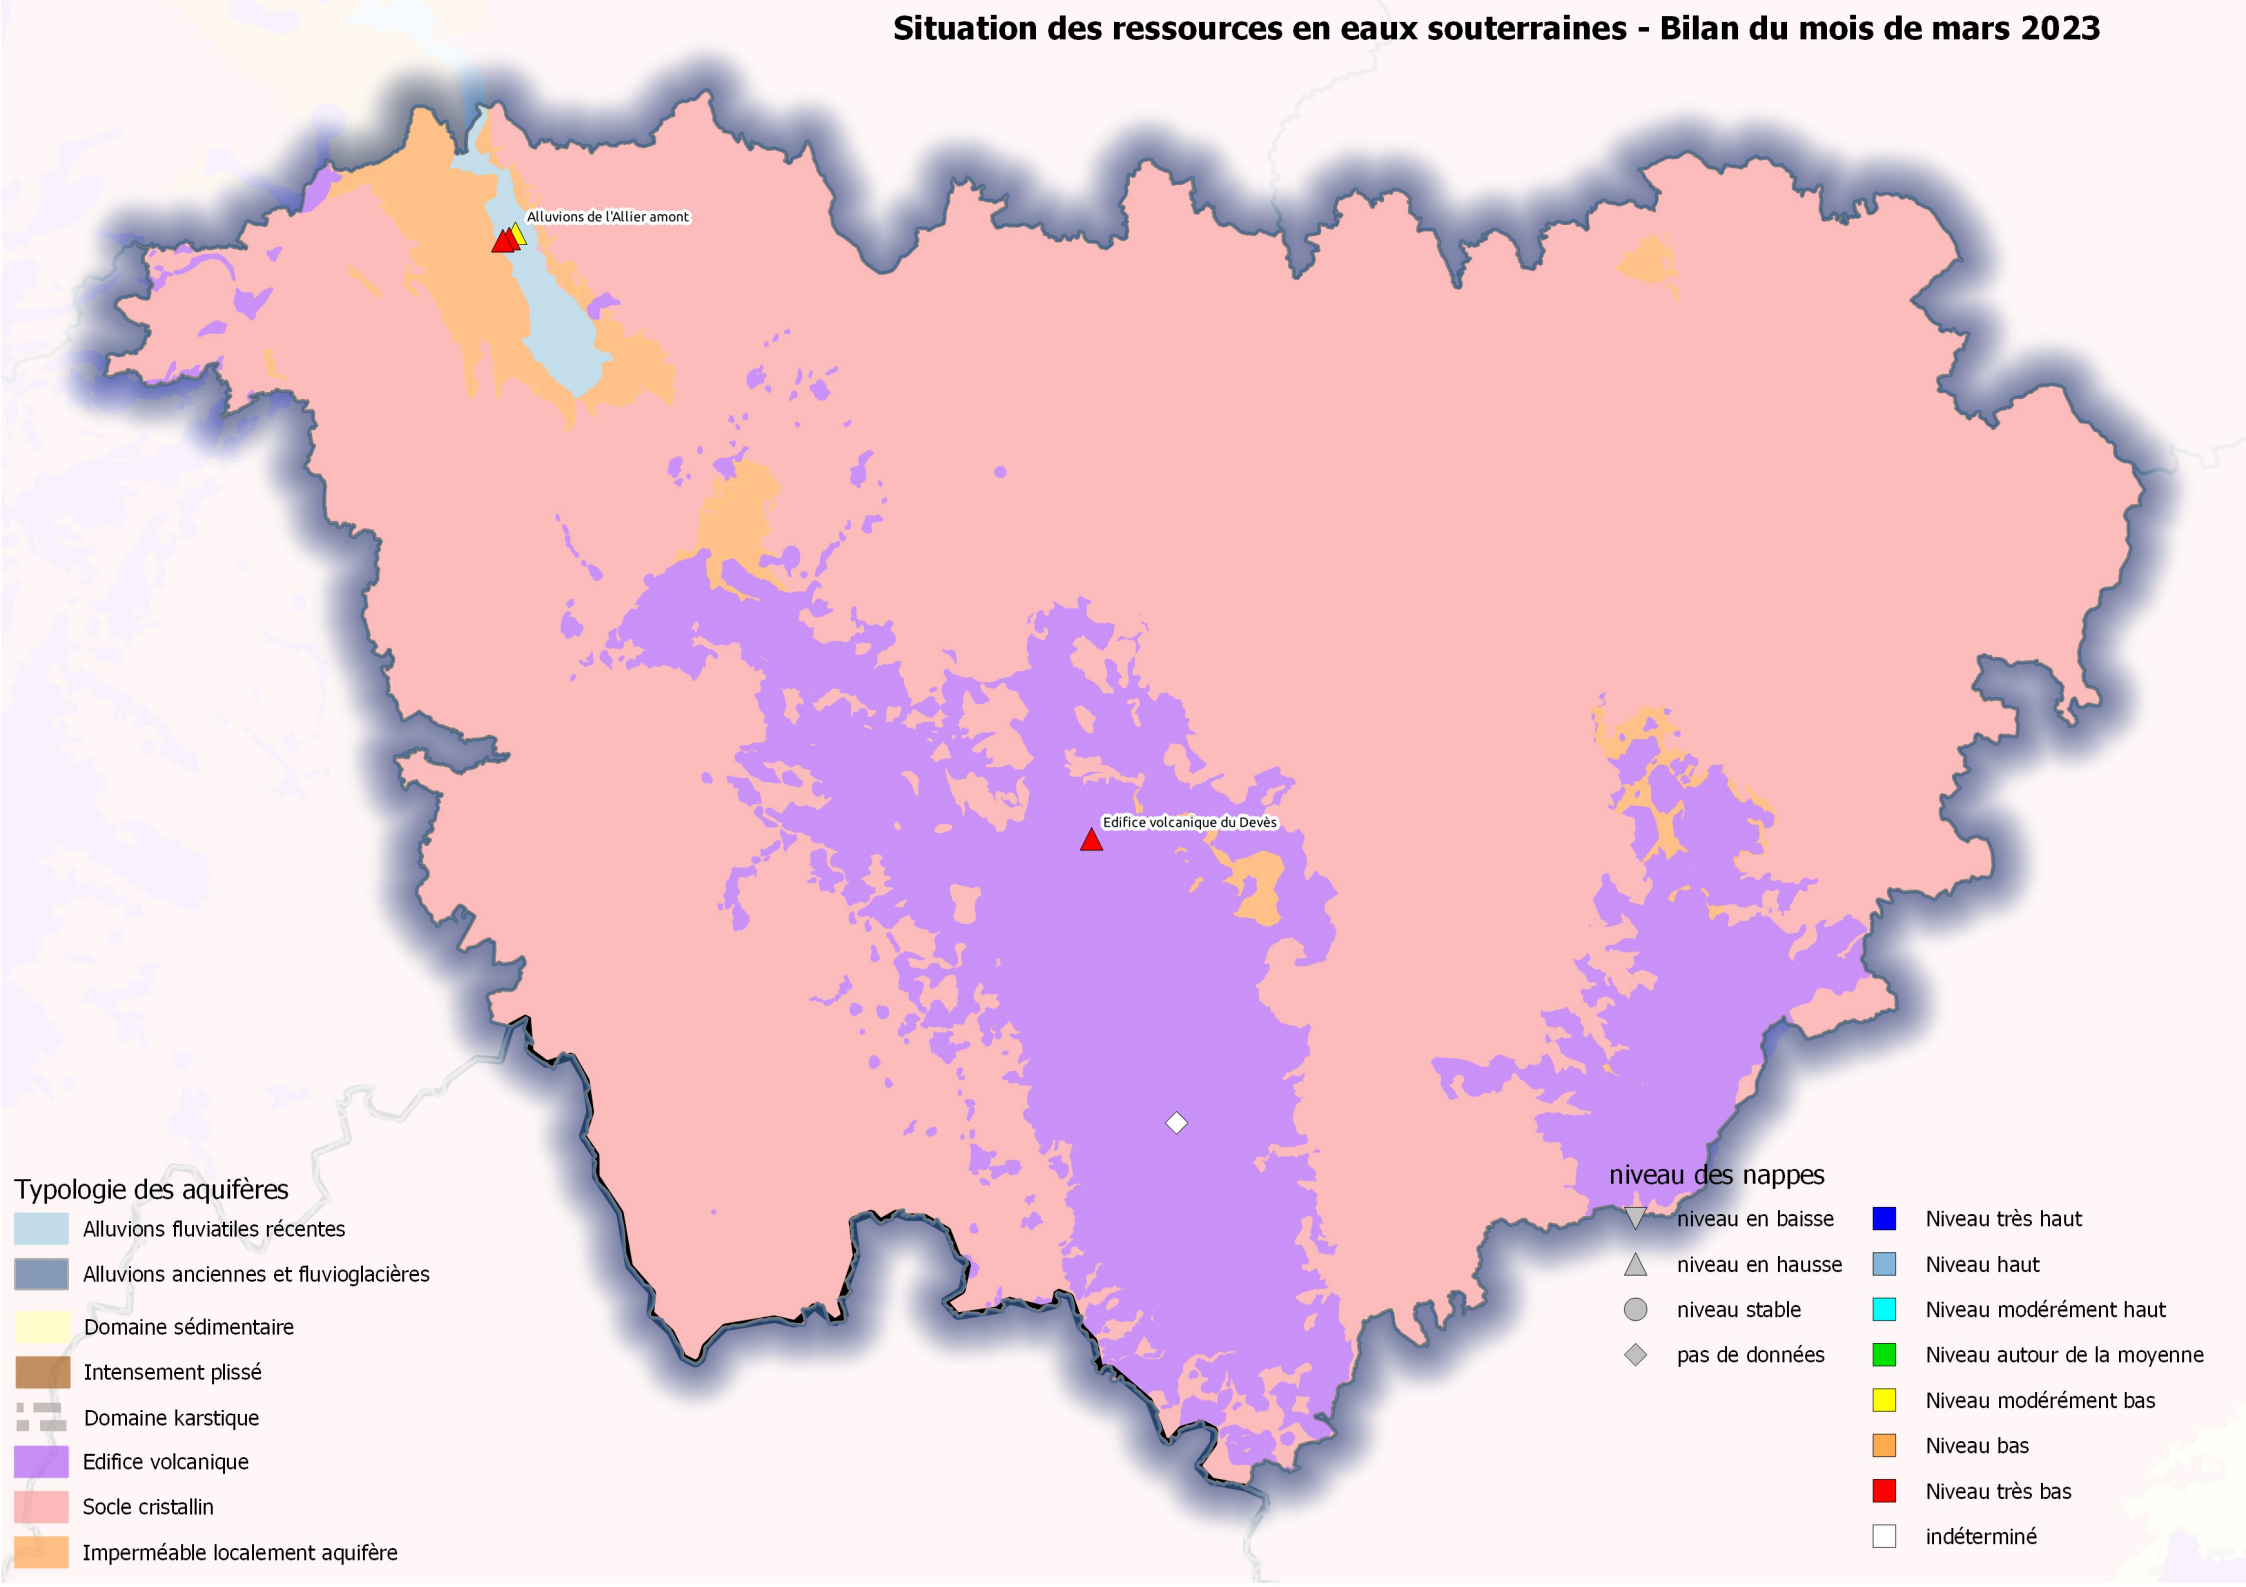 Situation des ressources en eaux souterraines - Bilan du mois de mars 2023
Alluvions de l'Allier amont
Edifice volcanique du Devès
Typologie des aquifères
Alluvions fluviatiles récentes
Alluvions anciennes et fluvioglacières
Domaine sédimentaire
Intensement plissé
Domaine karstique
Edifice volcanique
Socle cristallin
Imperméable localement aquifère
niveau des nappes
niveau en baisse
niveau en hausse
niveau stable
pas de données
Niveau très haut
Niveau haut
Niveau modérément haut
Niveau autour de la moyenne
Niveau modérément bas
Niveau bas
Niveau très bas
indéterminé